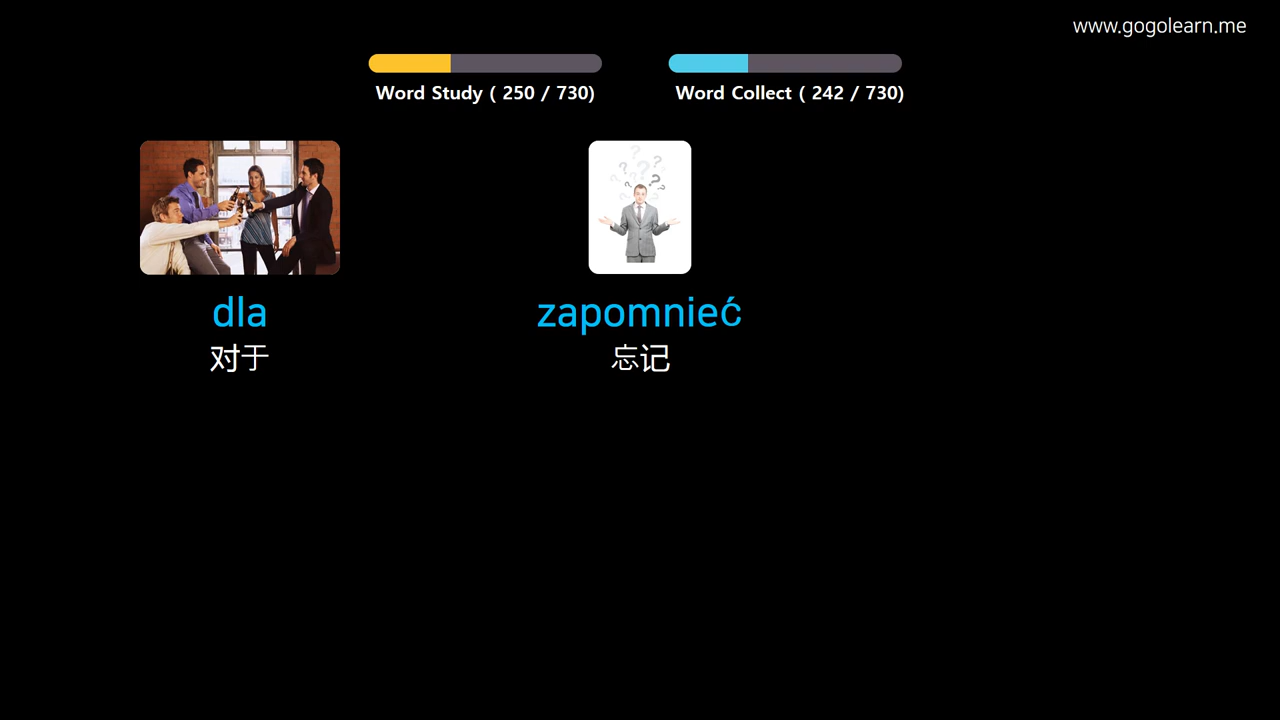 www.gogolearn.me
Word Study ( 250 / 730)
Word Collect ( 242 / 730)
dla
对于
zapomnieć
忘记